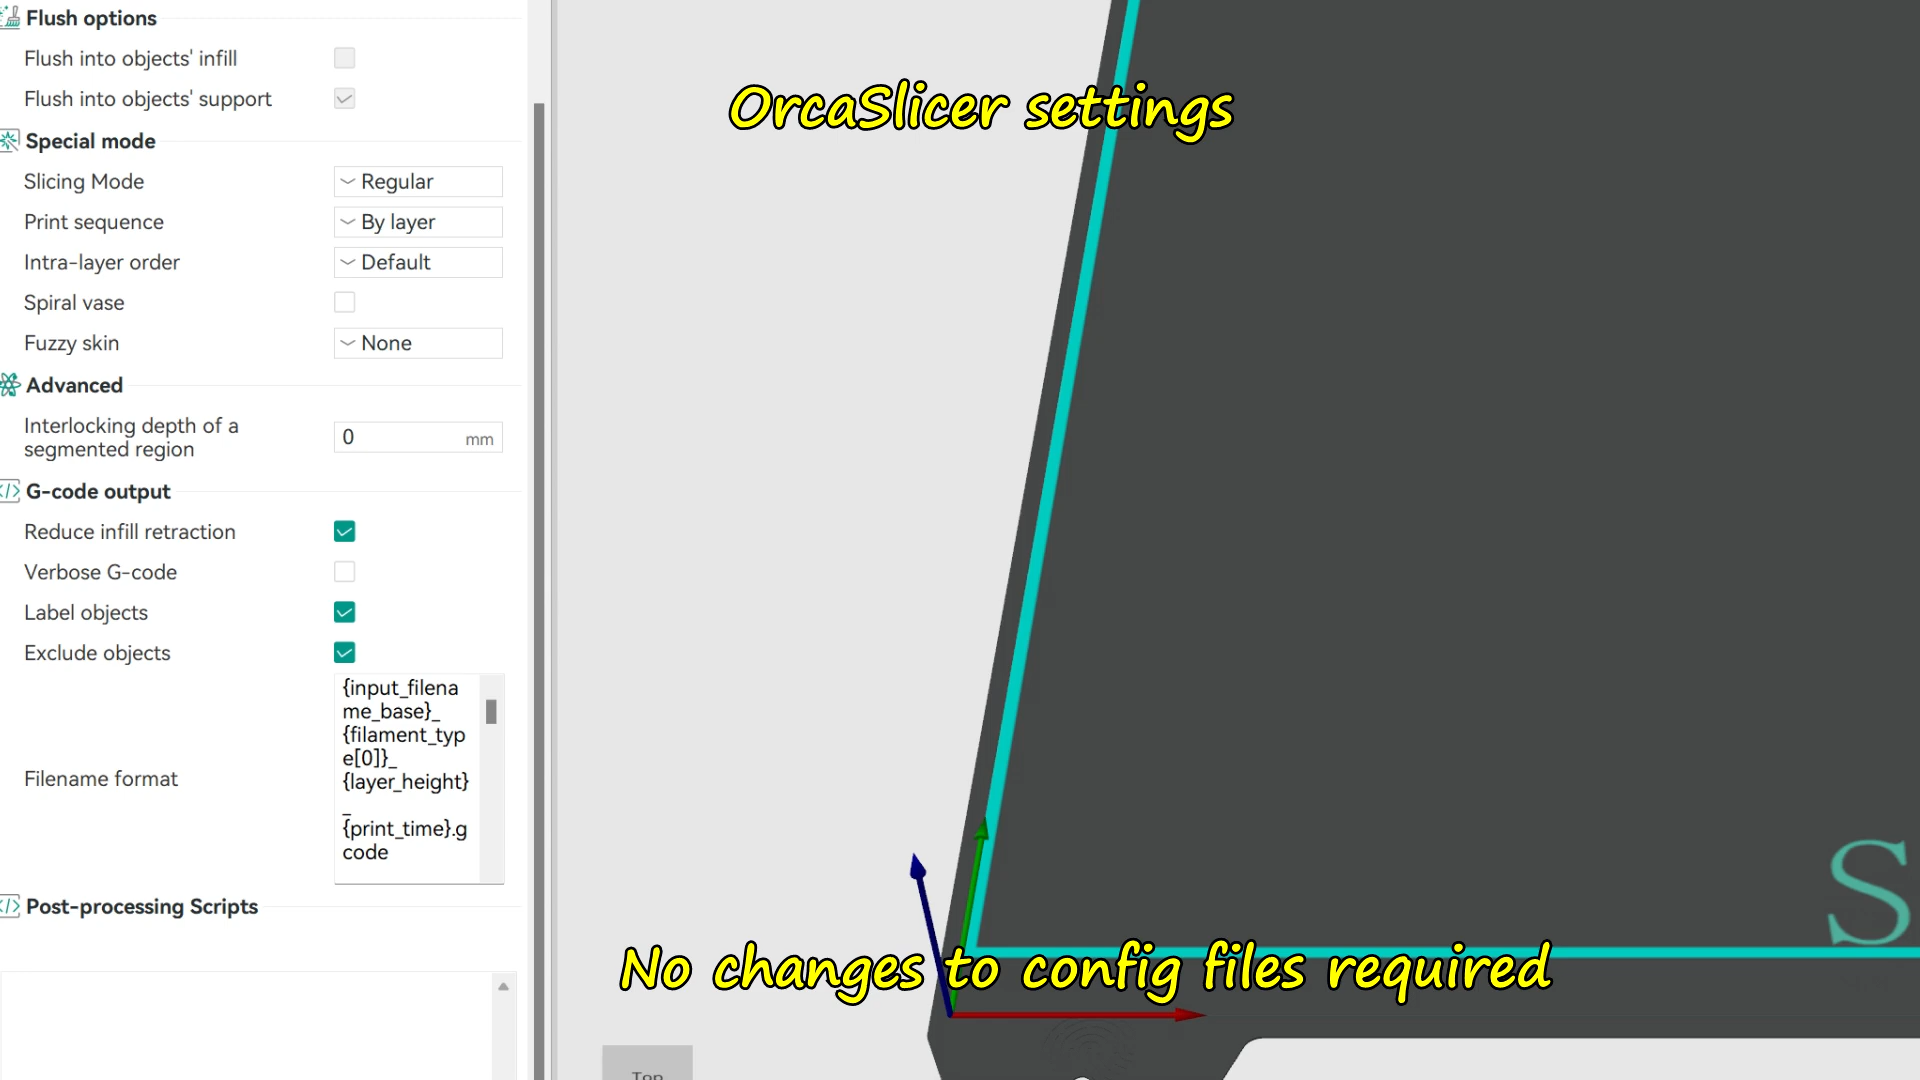 Flush options
Flush into objects' infill
Flush into objects' support
Special mode
Slicing Mode
Regular
Print sequence
By layer
Intra-layer order
Default
Spiral vase
Fuzzy skin
None
Advanced
Interlocking depth of a
segmented region
0 mm
G-code output
Reduce infill retraction
Verbose G-code
Label objects
Exclude objects
Filename format
{input_filena
me_base}_
{filament_typ
e[0]}_
{layer_height}
_
{print_time}.g
code
Post-processing Scripts
OrcaSlicer settings
S
No changes to config files required
Top